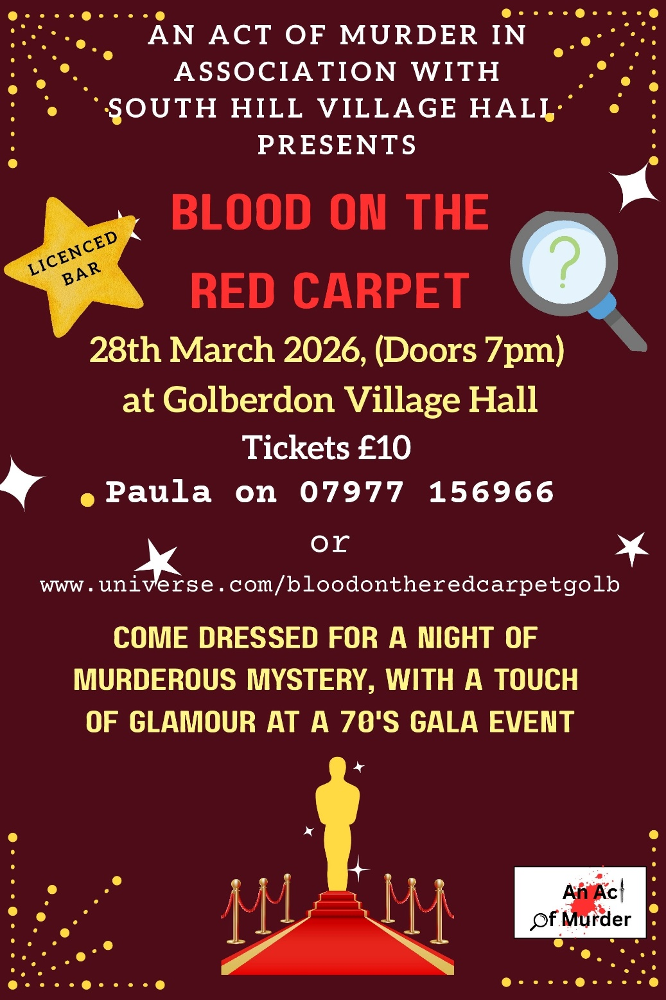 AN ACT OF MURDER IN
ASSOCIATION WITH
SOUTH HILL VILLAGE HALL
PRESENTS
BLOOD ON THE
RED CARPET
LICENCED
BAR
28th March 2026, (Doors 7pm)
at Golberdon Village Hall
Tickets £10
Paula on 07977 156966
or
www.universe.com/bloodontheredcarpetgolb
COME DRESSED FOR A NIGHT OF
MURDEROUS MYSTERY, WITH A TOUCH
OF GLAMOUR AT A 70'S GALA EVENT
An Act
Of Murder